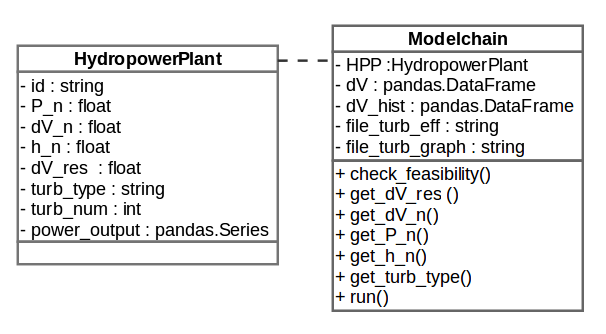 HydropowerPlant
- id : string
- P_n : float
- dV_n : float
- h_n : float
- dV_res : float
- turb_type : string
- turb_num : int
- power_output : pandas.Series
Modelchain
- HPP :HydropowerPlant
- dV : pandas.DataFrame
- dV_hist : pandas.DataFrame
- file_turb_eff : string
- file_turb_graph : string
+ check_feasibility()
+ get_dV_res ()
+ get_dV_n()
+ get_P_n()
+ get_h_n()
+ get_turb_type()
+ run()